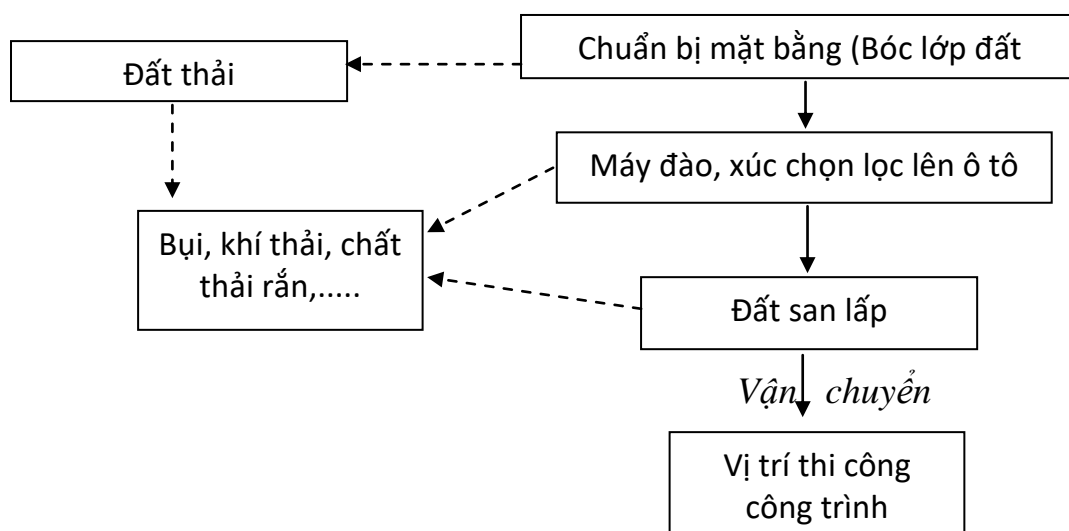 Chuẩn bị mặt bằng (Bóc lớp đất
Đất thải
Máy đào, xúc chọn lọc lên ô tô
Bụi, khí thải, chất
thải rắn,.....
Đất san lấp
Vận chuyển
Vị trí thi công
công trình